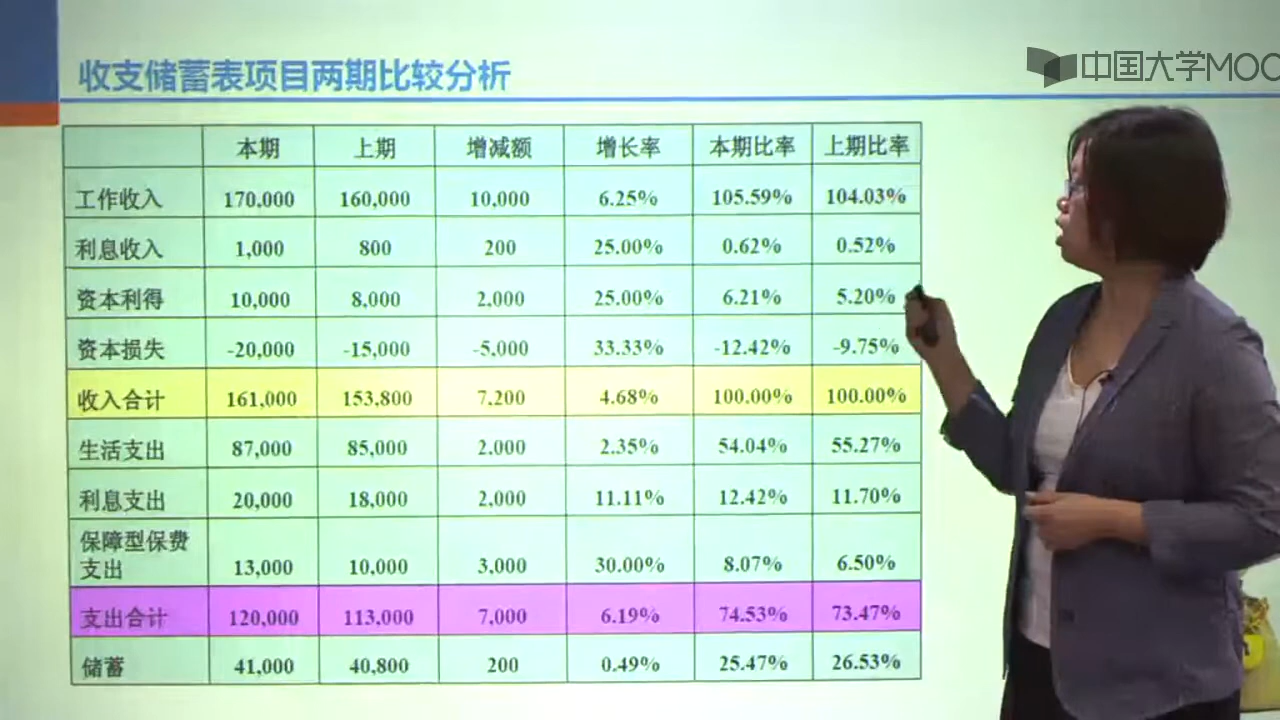 收支储蓄表项目两期比较分析
中国大学MOO
本期 上期 增减额 增长率 本期比率 上期比率
工作收入 170,000 160,000 10,000 6.25% 105.59% 104.03%
利息收入 1,000 800 200 25.00% 0.62% 0.52%
资本利得 10,000 8,000 2,000 25.00% 6.21% 5.20%
资本损失 -20,000 -15,000 -5,000 33.33% -12.42% -9.75%
收入合计 161,000 153,800 7,200 4.68% 100.00% 100.00%
生活支出 87,000 85,000 2.000 2.35% 54.04% 55.27%
利息支出 20,000 18,000 2,000 11.11% 12.42% 11.70%
保障型保费
支出 13,000 10,000 3,000 30.00% 8.07% 6.50%
支出合计 120,000 113,000 7,000 6.19% 74.53% 73.47%
储蓄 41,000 40,800 200 0.49% 25.47% 26.53%